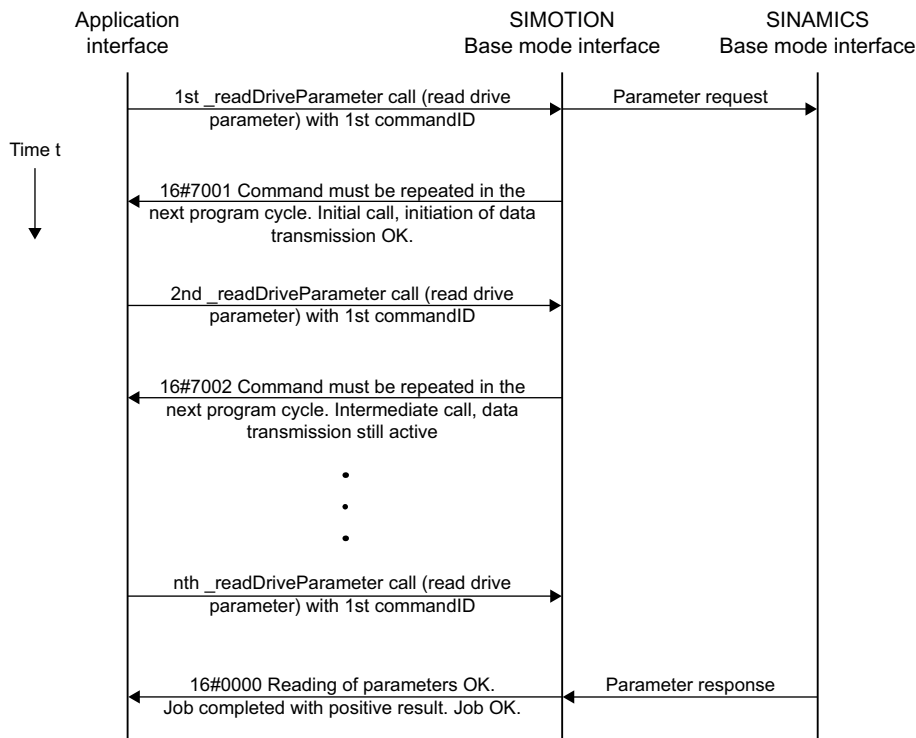 Application
interface
SIMOTION
Base mode interface
SINAMICS
Base mode interface
1st _readDriveParameter call (read drive
parameter) with 1st commandID
Parameter request
Time t
16#7001 Command must be repeated in the
next program cycle. Initial call, initiation of data
transmission OK.
2nd _readDriveParameter call (read drive
parameter) with 1st commandID
16#7002 Command must be repeated in the
next program cycle. Intermediate call, data
transmission still active
nth _readDriveParameter call (read drive
parameter) with 1st commandID
16#0000 Reading of parameters OK.
Job completed with positive result. Job OK.
Parameter response